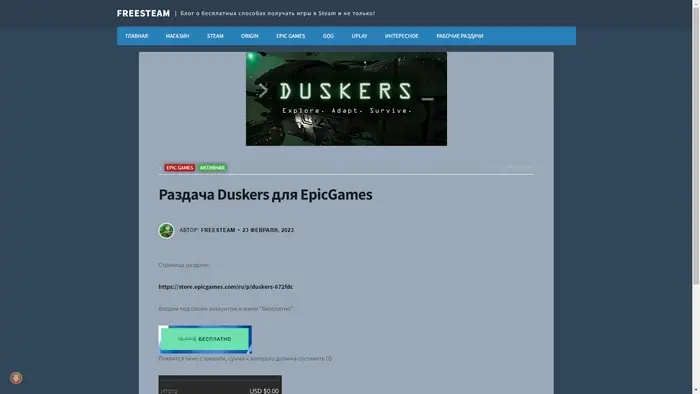 FREESTEAM | Блог о бесплатных способах получать игры в Steam и не только!
ГЛАВНАЯ МАГАЗИН STEAM ORIGIN EPIC GAMES GOG UPLAY ИНТЕРЕСНОЕ РАБОЧИЕ РАЗДАЧИ
> DUSKERS_
Explore. Adapt. Survive.
EPIC GAMES АКТИВНАЯ
Раздача Duskers для EpicGames
АВТОР: FREESTEAM • 23 ФЕВРАЛЯ, 2023
Страница раздачи:
https://store.epicgames.com/ru/p/duskers-672fdc
Входим под своим аккаунтом и жмем "Бесплатно":
БЕСПЛАТНО
Появится окно с заказом, сумма которого должна составить 0$
ИТОГО USD $0.00